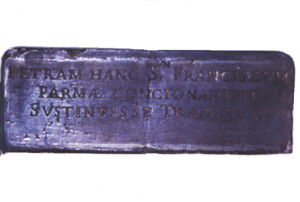 PETRAM HANC S.M FRANCISCVM
PARMÆ CONCIONANTEM
SVSTINVISSE